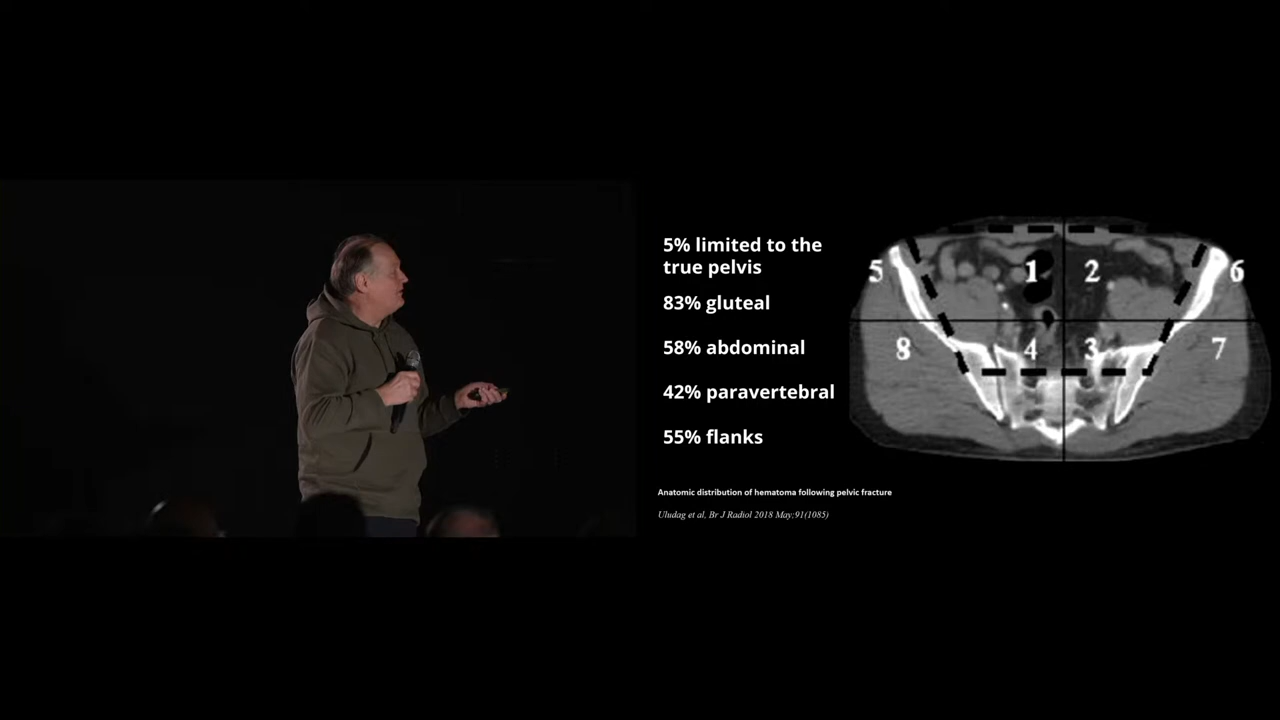 5% limited to the
true pelvis
83% gluteal
58% abdominal
42% paravertebral
55% flanks
Anatomic distribution of hematoma following pelvic fracture
Uludag et al, Br J Radiol 2018 May;91(1085)
5 1 2 6
8 4 3 7